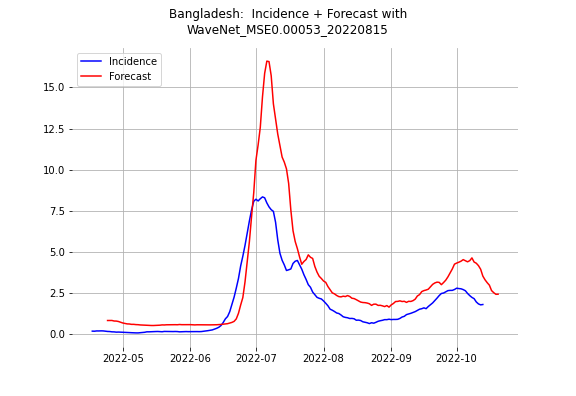 Bangladesh:  Incidence + Forecast with
WaveNet_MSE0.00053_20220815
Incidence
Forecast
15.0
12.5
10.0
7.5
5.0
2.5
0.0
2022-05 2022-06 2022-07 2022-08 2022-09 2022-10